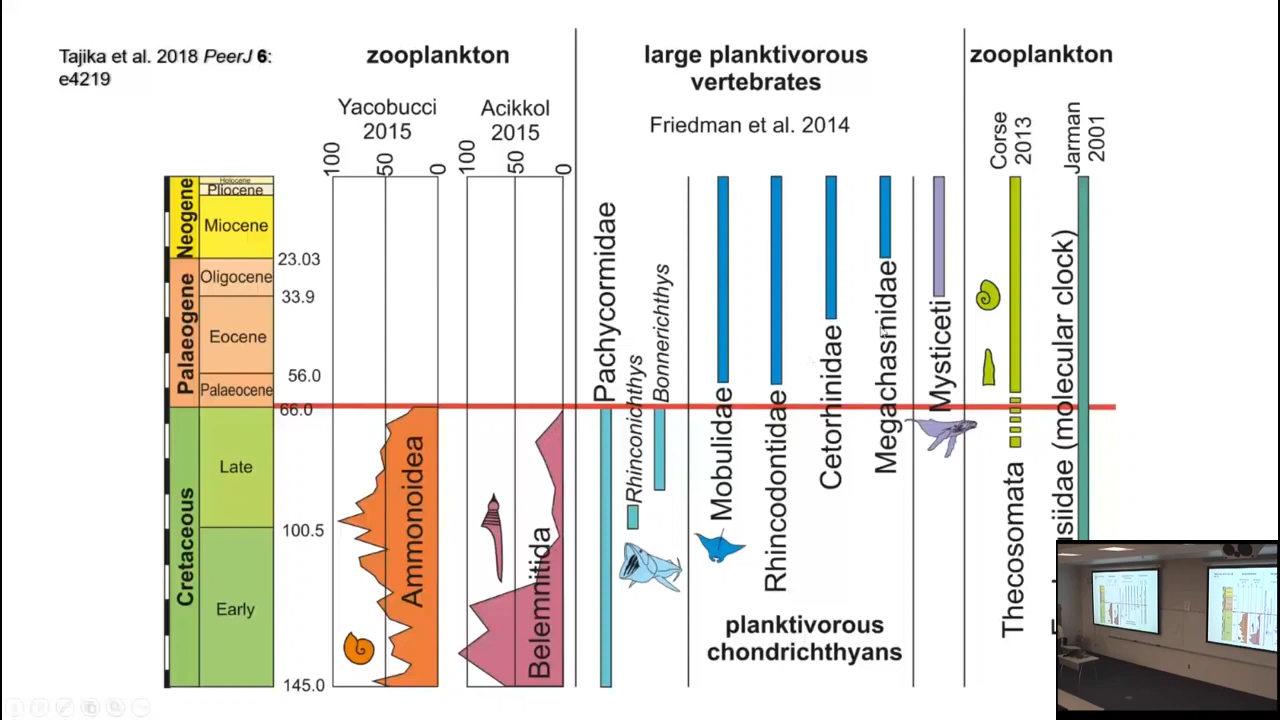 Tajika et al. 2018 PeerJ 6:
e4219
zooplankton
large planktivorous
vertebrates
zooplankton
Yacobucci
2015
Acikkol
2015
Friedman et al. 2014
Corse
2013
Jarman
2001
100
50
0
100
50
0
Neogene
Holocene
Pliocene
Miocene
23.03
Palaeogene
Oligocene
33.9
Eocene
56.0
Palaeocene
66.0
Cretaceous
Late
100.5
Early
145.0
Ammonoidea
Belemnitida
Pachycormidae
Rhinconichthys
Bonnerichthys
Mobulidae
Rhincodontidae
Cetorhinidae
Megachasmidae
Mysticeti
Thecosomata
(molecular clock)
planktivorous
chondrichthyans